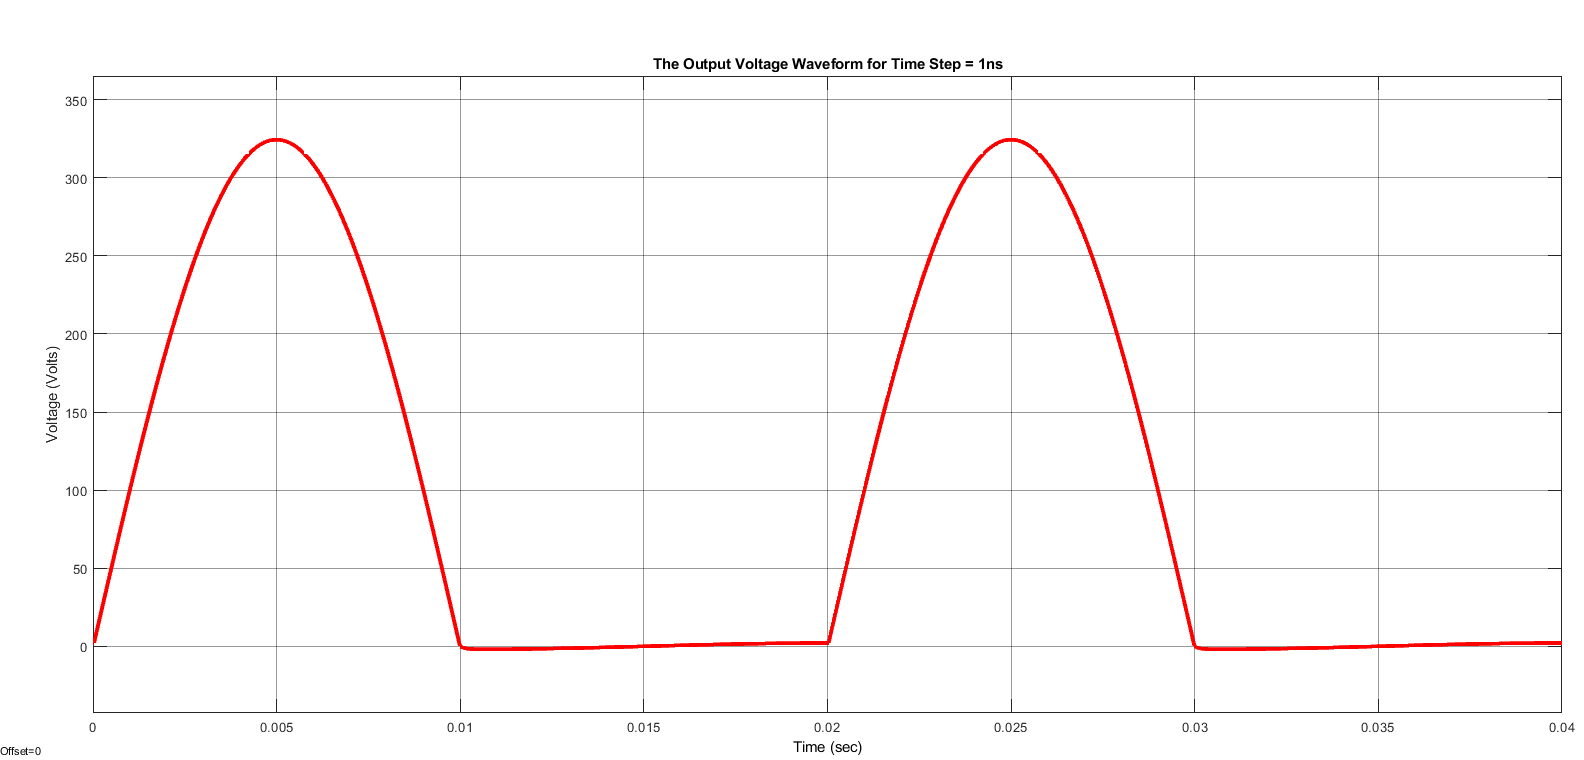 The Output Voltage Waveform for Time Step = 1ns
350
300
250
200
150
100
50
0
Voltage (Volts)
0 0.005 0.01 0.015 0.02 0.025 0.03 0.035 0.04
Time (sec)
Offset=0